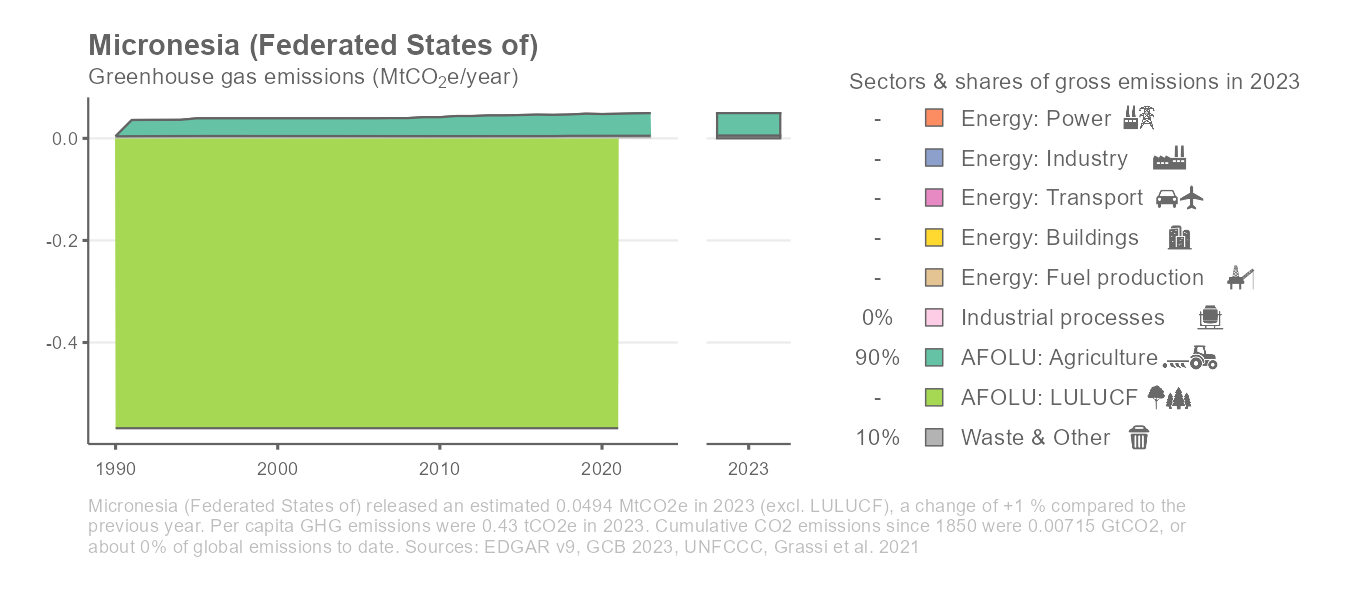 Micronesia (Federated States of)
Greenhouse gas emissions (MtCO₂e/year)
0.0
-0.2
-0.4
1990
2000
2010
2020
2023
Sectors & shares of gross emissions in 2023
- Energy: Power
- Energy: Industry
- Energy: Transport
- Energy: Buildings
- Energy: Fuel production
0% Industrial processes
90% AFOLU: Agriculture
- AFOLU: LULUCF
10% Waste & Other
Micronesia (Federated States of) released an estimated 0.0494 MtCO2e in 2023 (excl. LULUCF), a change of +1 % compared to the
previous year. Per capita GHG emissions were 0.43 tCO2e in 2023. Cumulative CO2 emissions since 1850 were 0.00715 GtCO2, or
about 0% of global emissions to date. Sources: EDGAR v9, GCB 2023, UNFCCC, Grassi et al. 2021